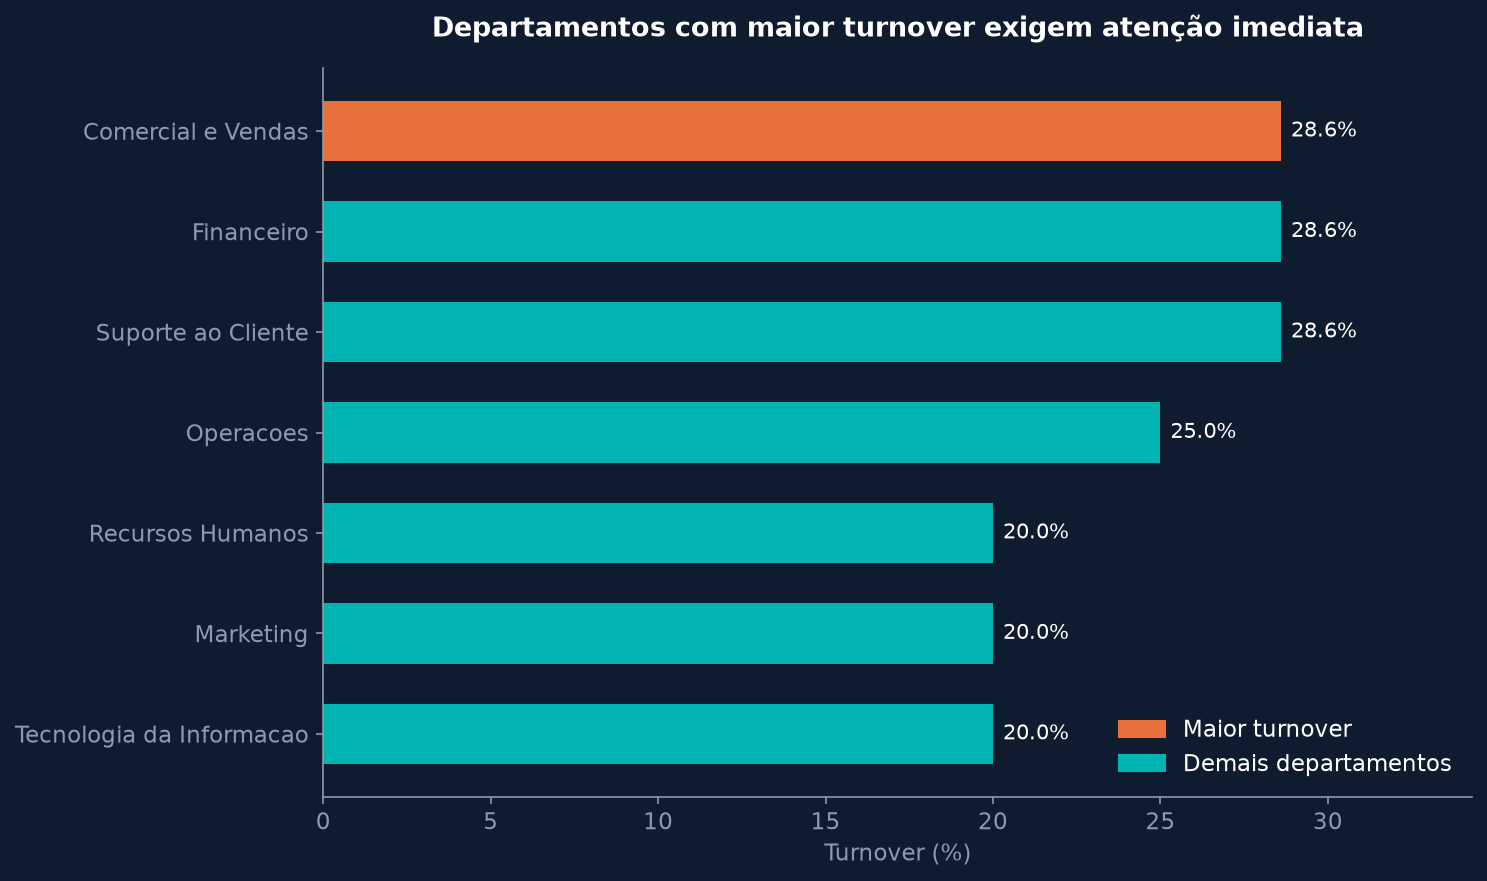 Departamentos com maior turnover exigem atenção imediata
Comercial e Vendas
28.6%
Financeiro
28.6%
Suporte ao Cliente
28.6%
Operacoes
25.0%
Recursos Humanos
20.0%
Marketing
20.0%
Tecnologia da Informacao
20.0%
Maior turnover
Demais departamentos
0 5 10 15 20 25 30
Turnover (%)